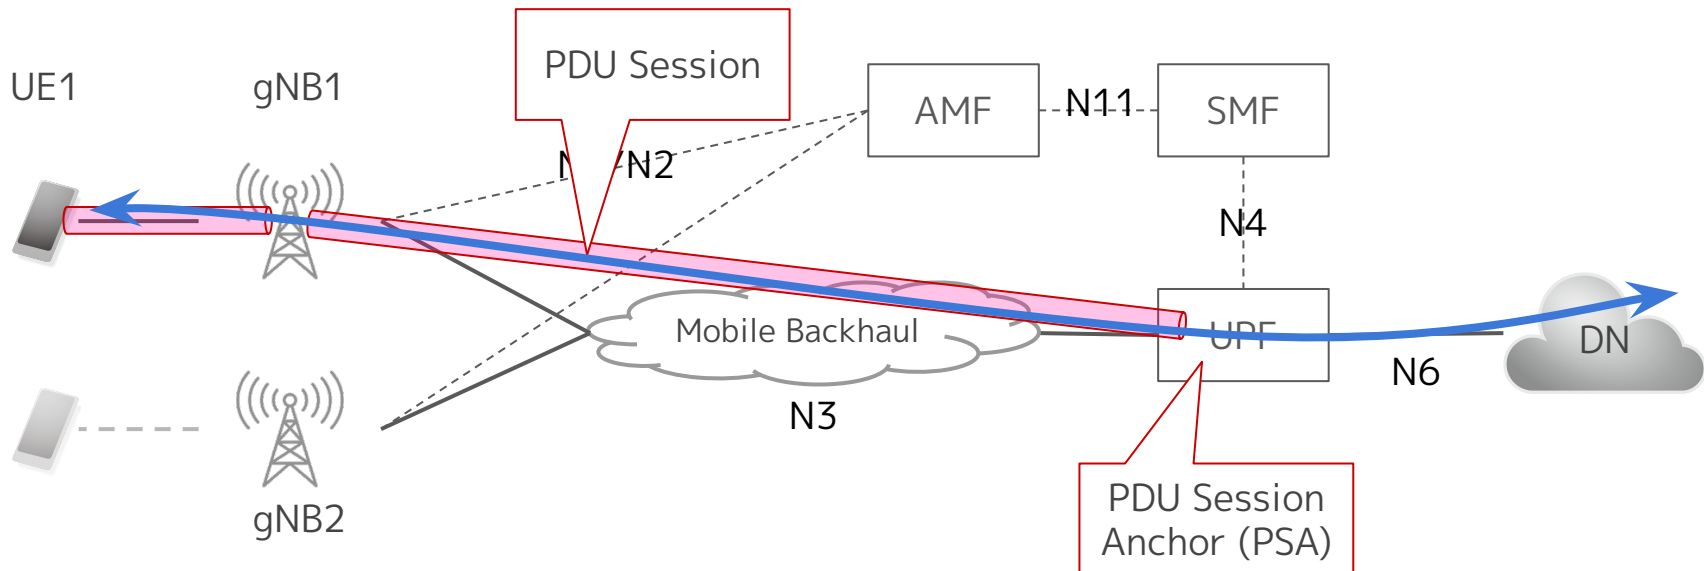 PDU Session
UE1
gNB1
AMF
N11
SMF
/N2
N4
Mobile Backhaul
UPF
DN
N6
N3
PDU Session
Anchor (PSA)
gNB2